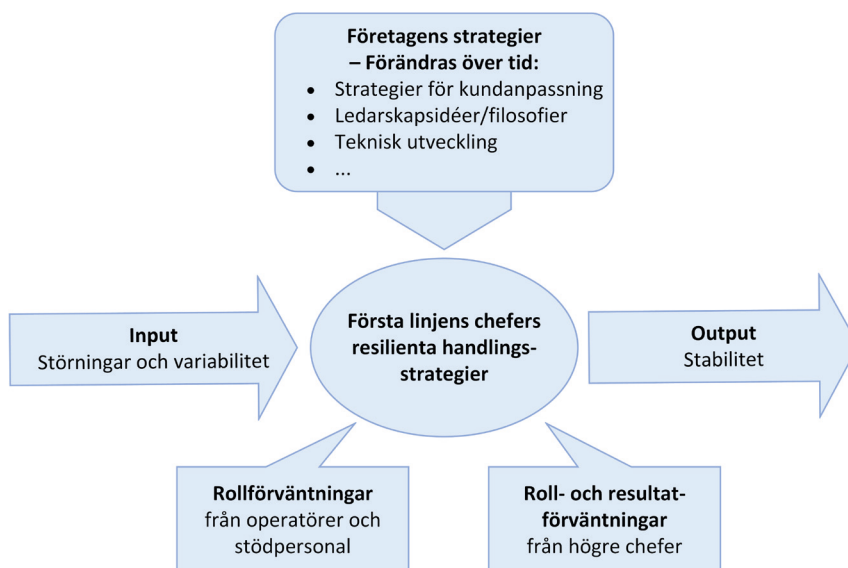 Företagens strategier
– Förändras över tid:
• Strategier för kundanpassning
• Ledarskapsidéer/filosofier
• Teknisk utveckling
• ...
Input
Störningar och variabilitet
Första linjens chefers
resilienta handlings-
strategier
Output
Stabilitet
Rollförväntningar
från operatörer och
stödpersonal
Roll- och resultat-
förväntningar
från högre chefer